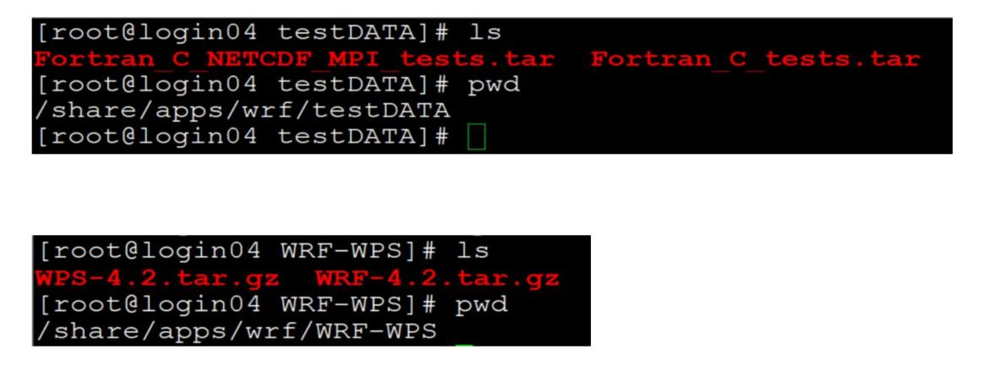 [root@login04 testDATA]# ls
Fortran_C_NETCDF_MPI_tests.tar  Fortran_C_tests.tar
[root@login04 testDATA]# pwd
/share/apps/wrf/testDATA
[root@login04 testDATA]#
[root@login04 WRF-WPS]# ls
WPS-4.2.tar.gz  WRF-4.2.tar.gz
[root@login04 WRF-WPS]# pwd
/share/apps/wrf/WRF-WPS